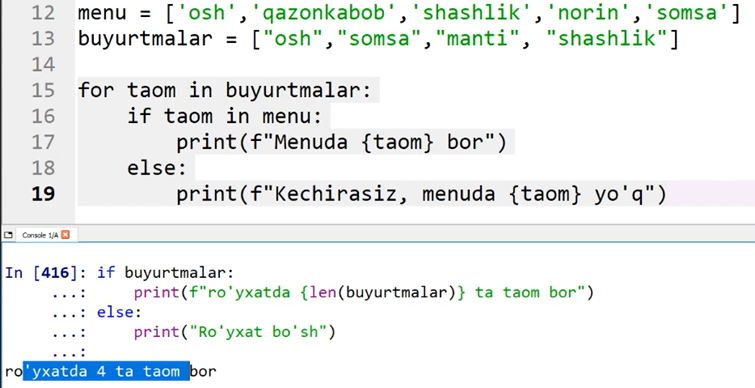 12 menu = ['osh','qazonkabob','shashlik','norin','somsa']
13 buyurtmalar = ["osh","somsa","manti", "shashlik"]
14
15 for taom in buyurtmalar:
16     if taom in menu:
17         print(f"Menuda {taom} bor")
18     else:
19         print(f"Kechirasiz, menuda {taom} yo'q")
Console 1/A
In [416]: if buyurtmalar:
     ...:     print(f"ro'yxatda {len(buyurtmalar)} ta taom bor")
     ...: else:
     ...:     print("Ro'yxat bo'sh")
     ...:
ro'yxatda 4 ta taom bor